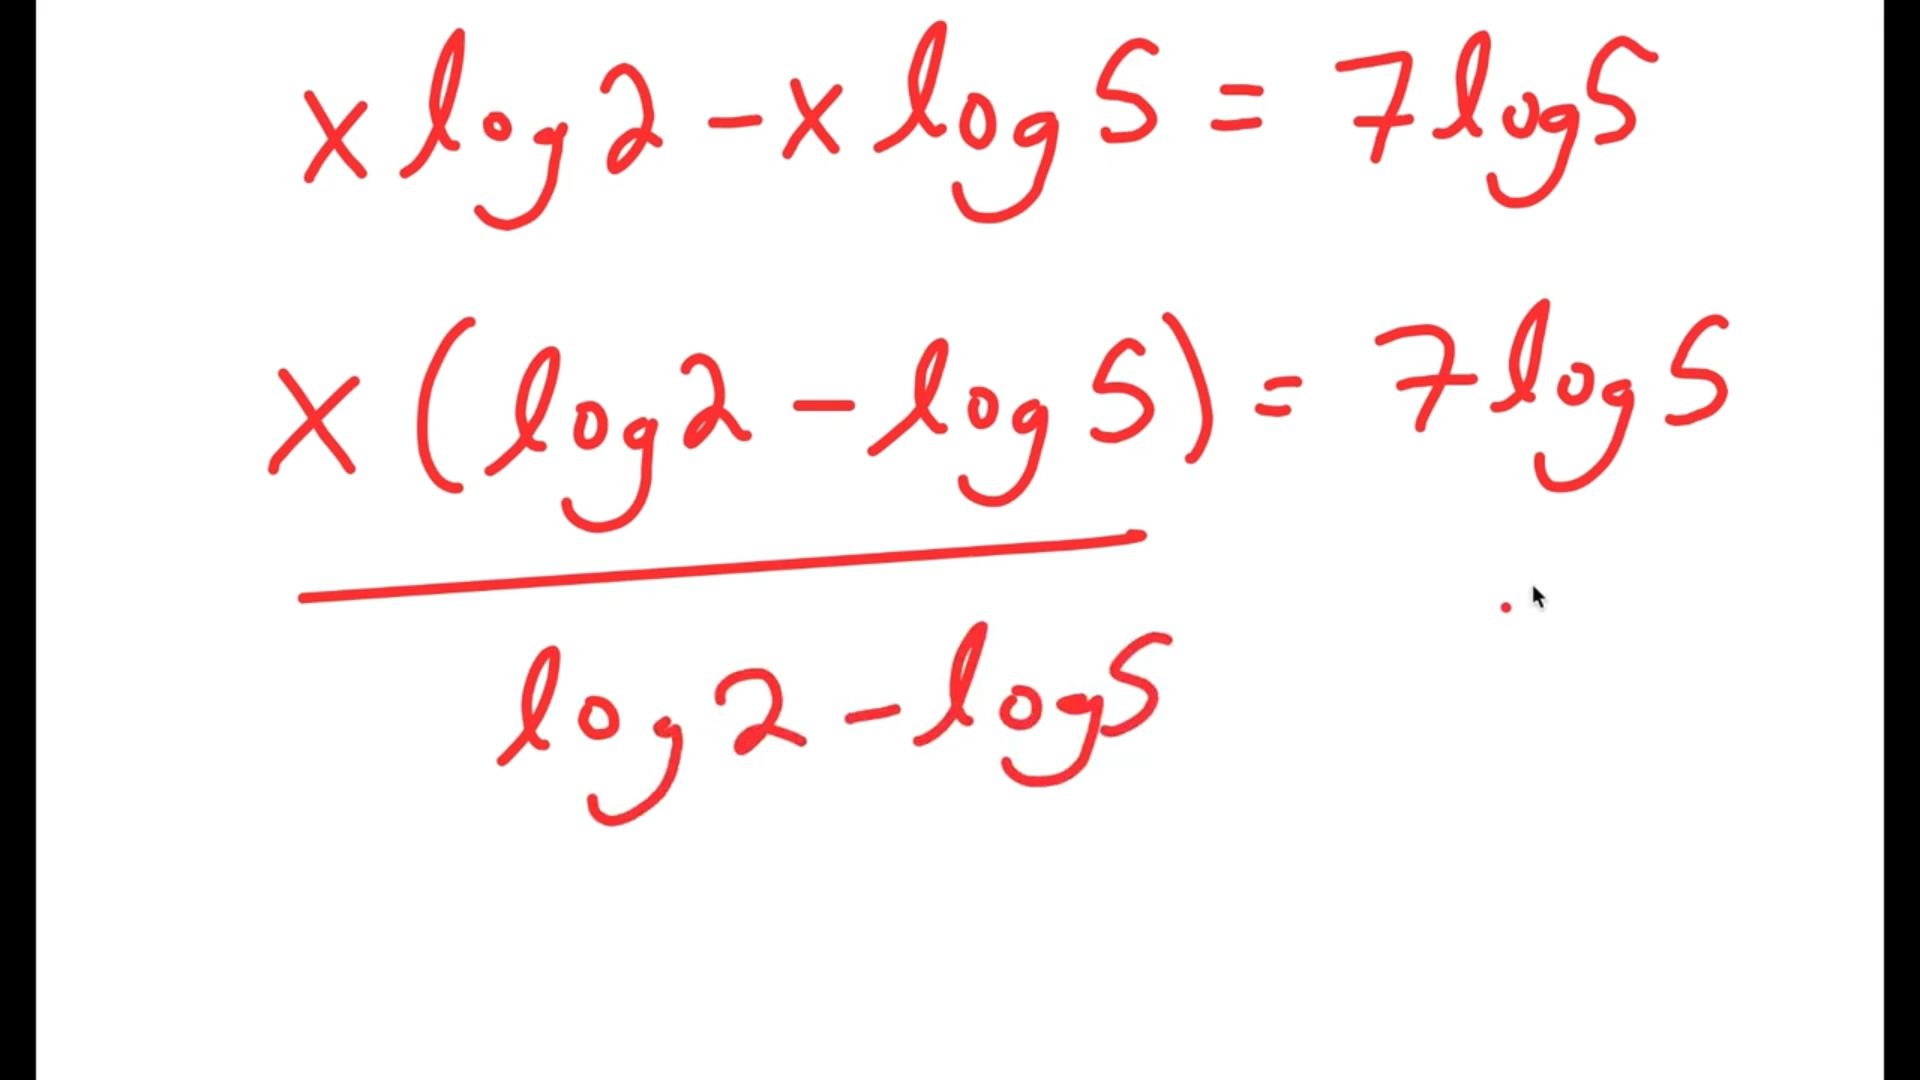 x log 2 - x log 5 = 7 log 5
x (log 2 - log 5) = 7 log 5
log 2 - log 5